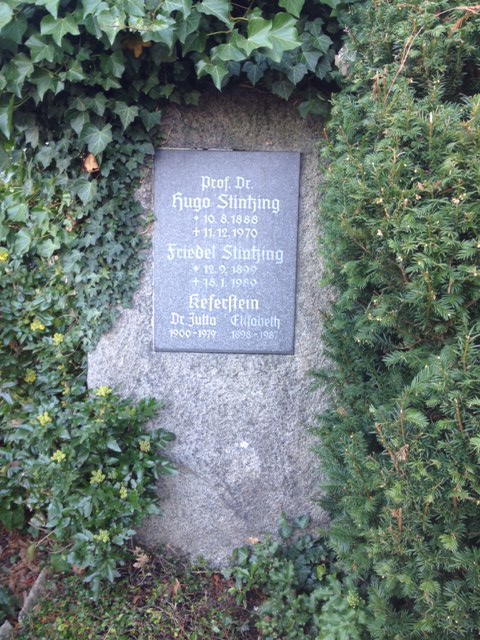 Prof. Dr.
Hugo Stintzing
* 10. 8. 1888
+ 11. 12. 1970
Friedel Stintzing
* 12. 9. 1899
+ 18. 1. 1989
Keferstein
Dr. Jutta Elisabeth
1900-1979 1898-1987